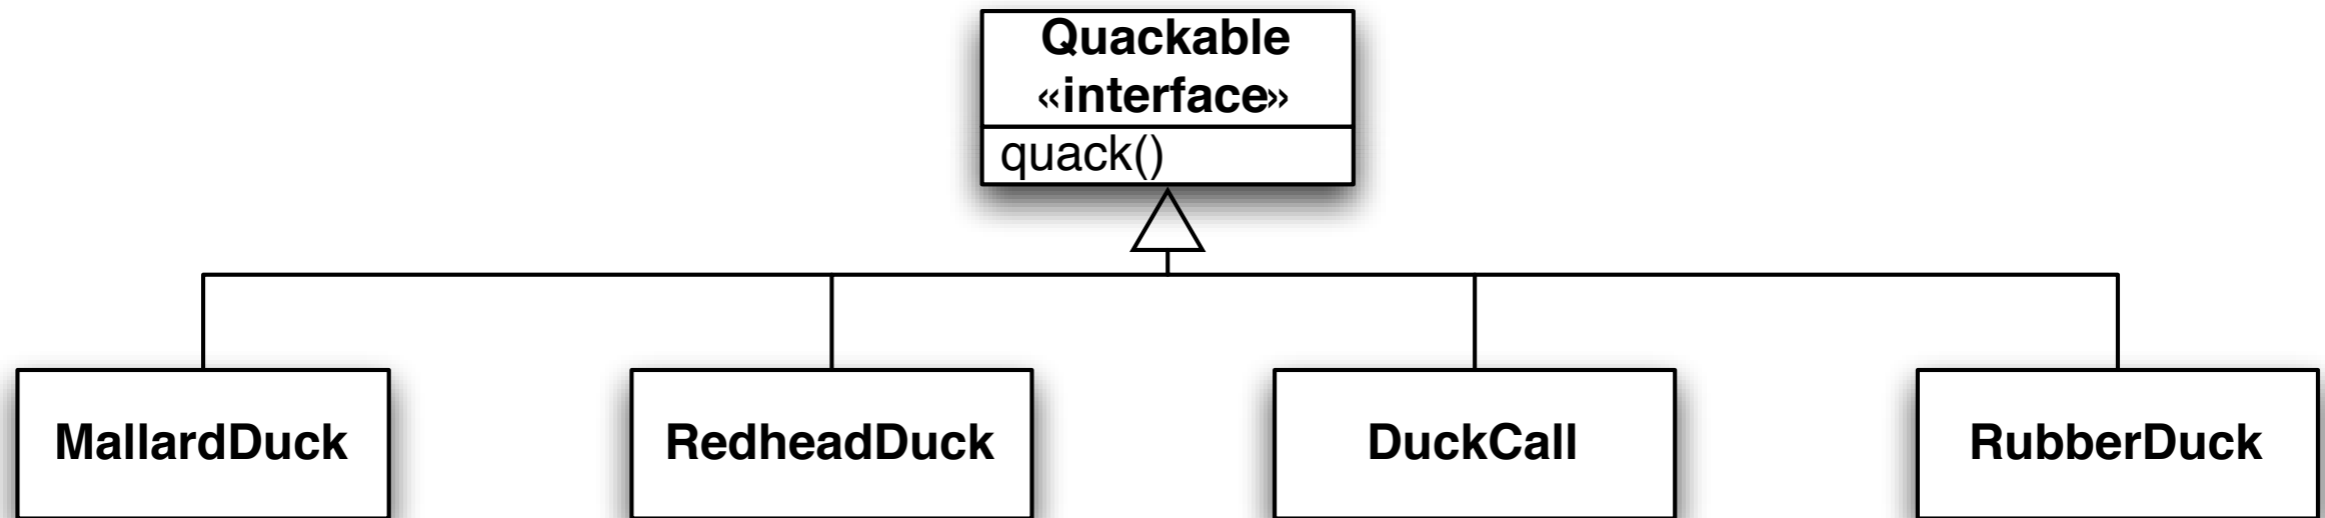 Quackable
«interface»
quack()
MallardDuck
RedheadDuck
DuckCall
RubberDuck